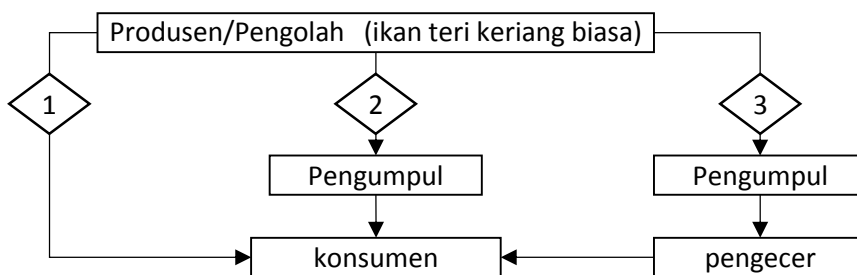 Produsen/Pengolah (ikan teri keriang biasa)
1
2
3
Pengumpul
Pengumpul
konsumen
pengecer